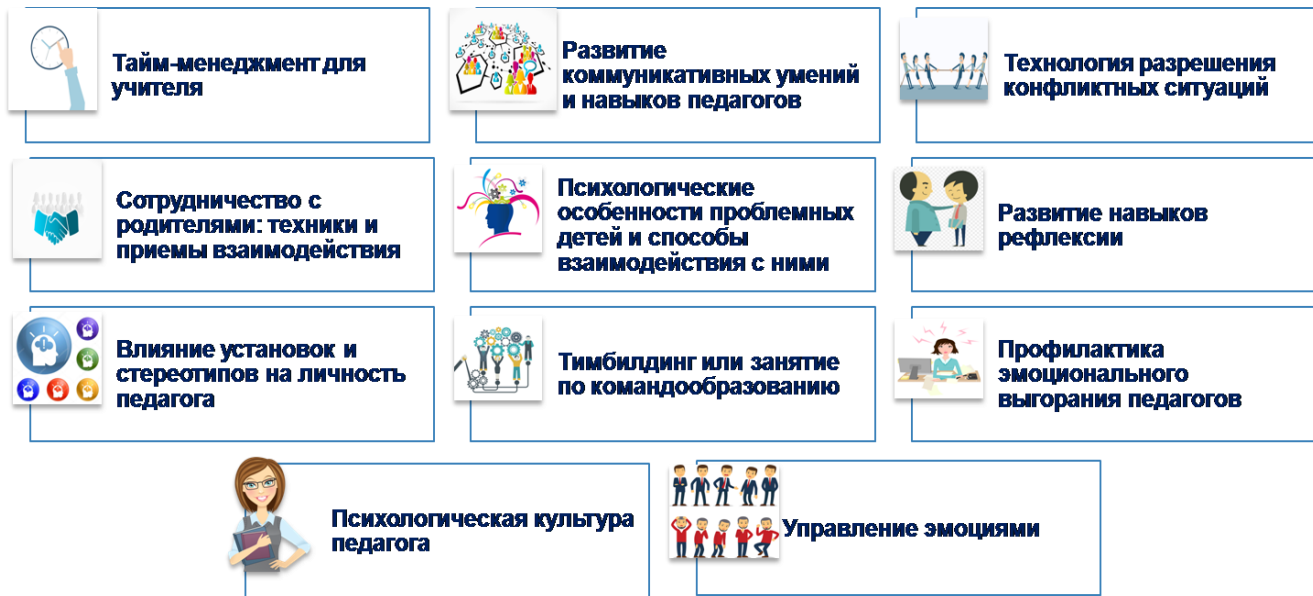 Тайм-менеджмент для
учителя
Развитие
коммуникативных умений
и навыков педагогов
Технология разрешения
конфликтных ситуаций
Сотрудничество с
родителями: техники и
приемы взаимодействия
Психологические
особенности проблемных
детей и способы
взаимодействия с ними
Развитие навыков
рефлексии
Влияние установок и
стереотипов на личность
педагога
Тимбилдинг или занятие
по командообразованию
Профилактика
эмоционального
выгорания педагогов
Психологическая культура
педагога
Управление эмоциями